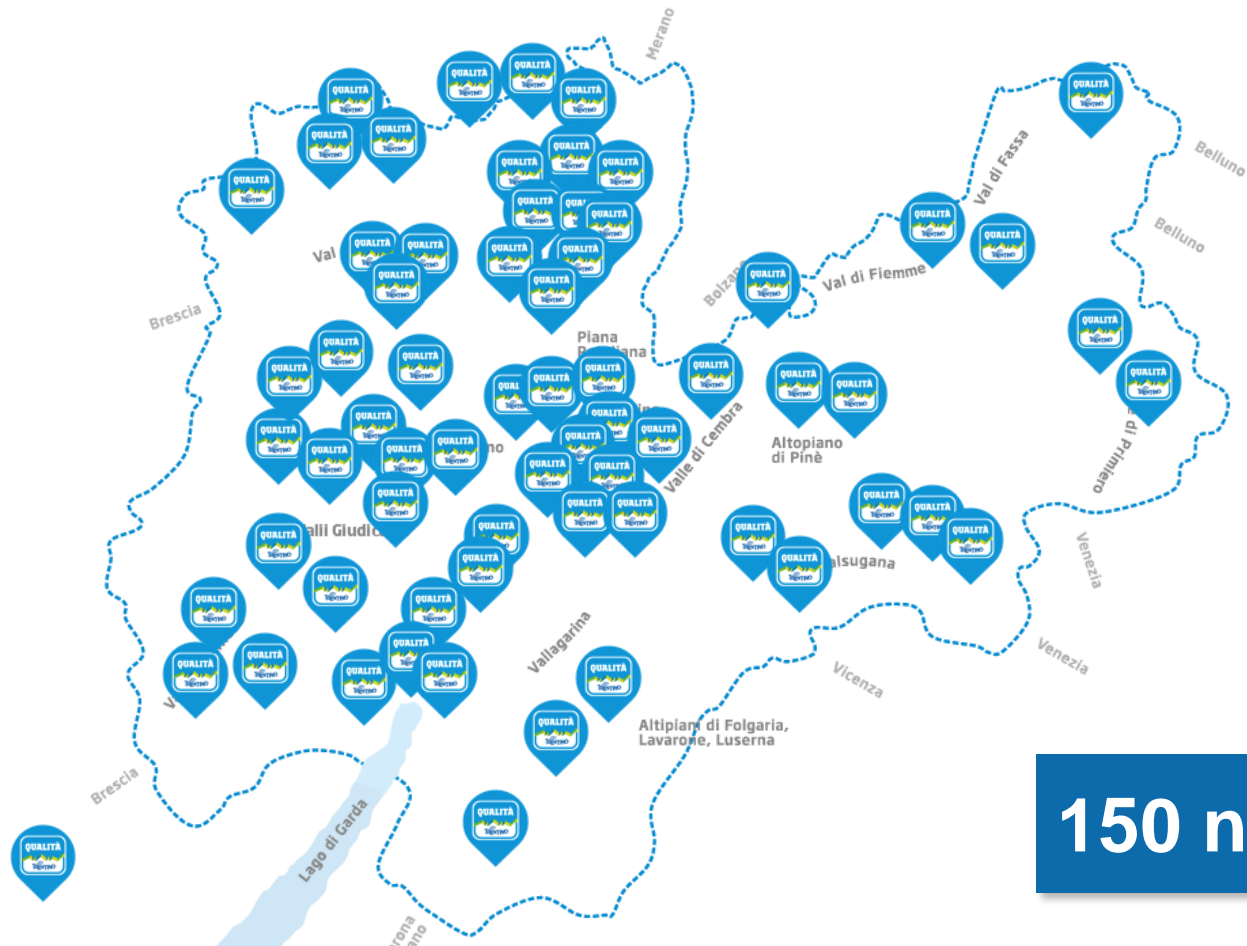 Merano
QUALITÀ
TRENTINO
Val di Fassa
Belluno
Belluno
Val
Bolzano
Val di Fiemme
Brescia
Piana
Altopiano
di Pinè
Valle di Cembra
di Primiero
Venezia
Vallagarina
Venezia
Vicenza
Altipiani di Folgaria,
Lavarone, Luserna
Brescia
Lago di Garda
150 n